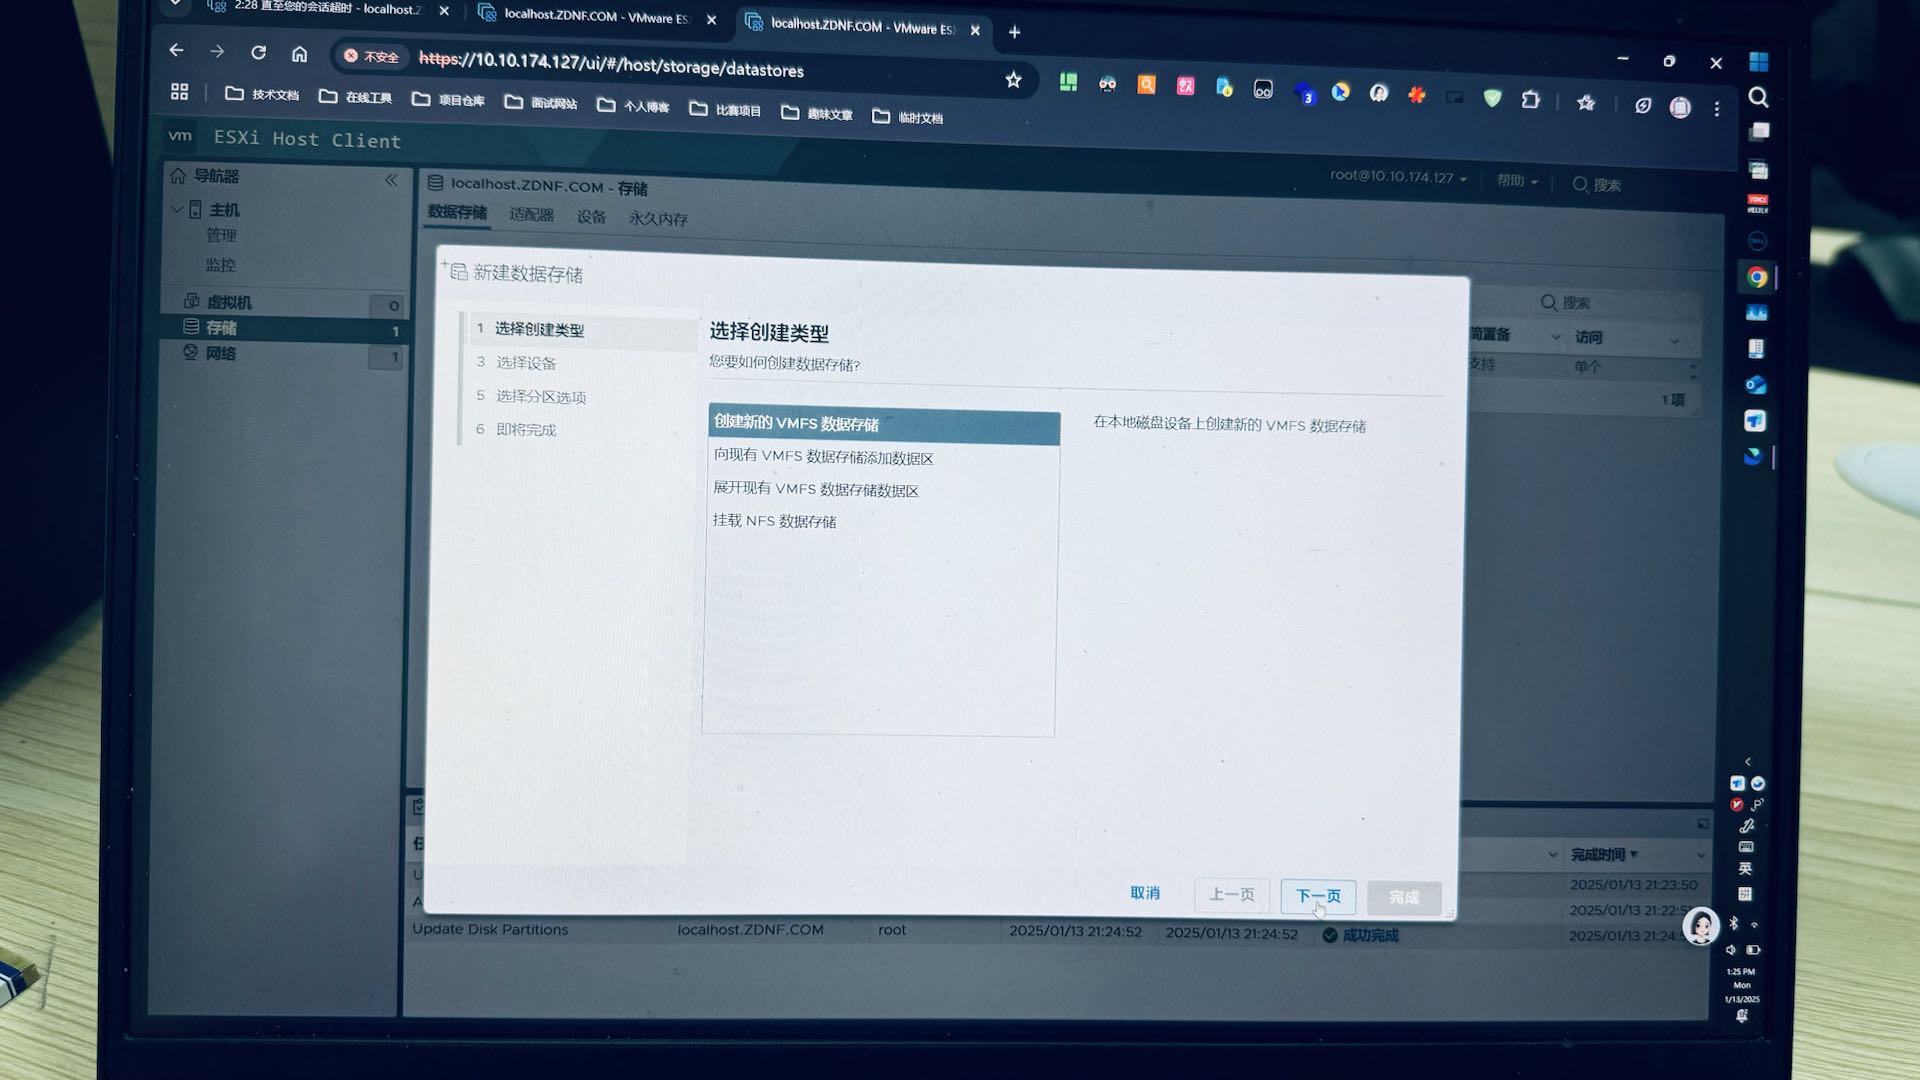 2:28 直至您的会话超时 - localhost.Z
localhost.ZDNF.COM - VMware ES
localhost.ZDNF.COM - VMware ES
不安全
https://10.10.174.127/ui/#/host/storage/datastores
技术文档
在线工具
项目仓库
面试网站
个人博客
比赛项目
趣味文章
临时文档
vm ESXi Host Client
root@10.10.174.127
帮助
搜索
导航器
主机
管理
监控
虚拟机 0
存储 1
网络 1
localhost.ZDNF.COM - 存储
数据存储 适配器 设备 永久内存
搜索
简置备 访问
支持 单个
1 项
新建数据存储
1 选择创建类型
3 选择设备
5 选择分区选项
6 即将完成
选择创建类型
您要如何创建数据存储?
创建新的 VMFS 数据存储
向现有 VMFS 数据存储添加数据区
展开现有 VMFS 数据存储数据区
挂载 NFS 数据存储
在本地磁盘设备上创建新的 VMFS 数据存储
取消 上一页 下一页 完成
完成时间
2025/01/13 21:23:50
2025/01/13 21:22:5
Update Disk Partitions localhost.ZDNF.COM root 2025/01/13 21:24:52 2025/01/13 21:24:52 成功完成 2025/01/13 21:24:
英
拼
1:25 PM
Mon
1/13/2025